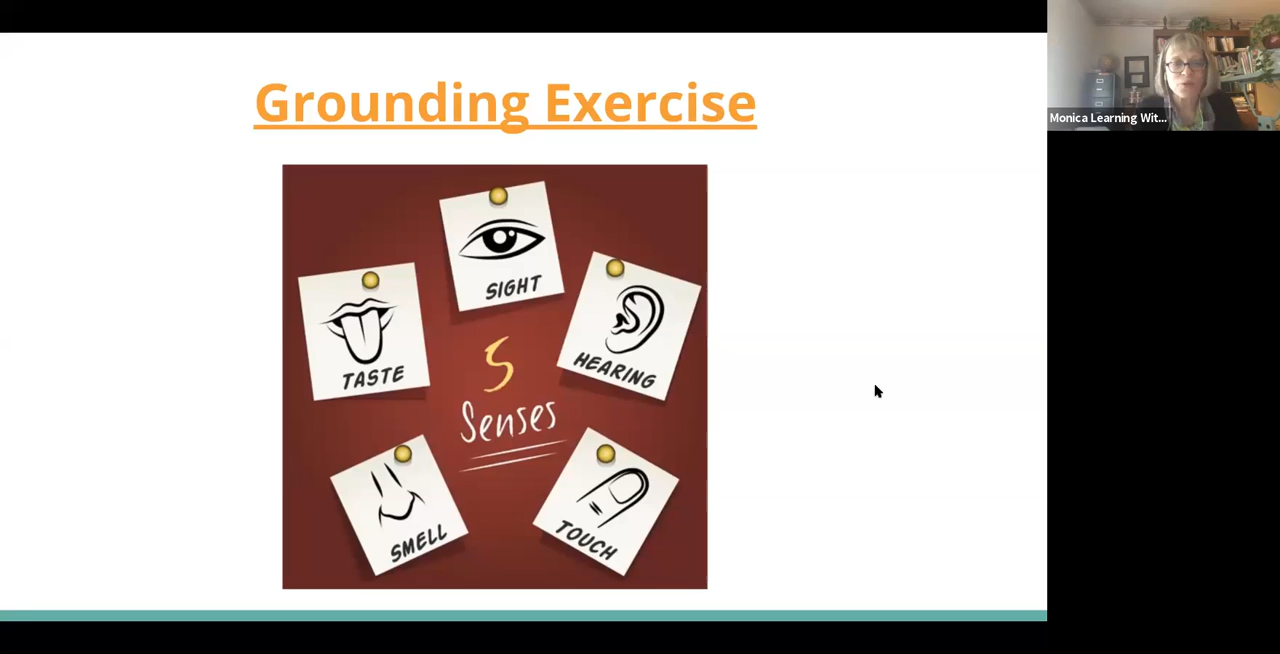 Grounding Exercise
Monica Learning Wit...
SIGHT
TASTE
HEARING
5
Senses
SMELL
TOUCH